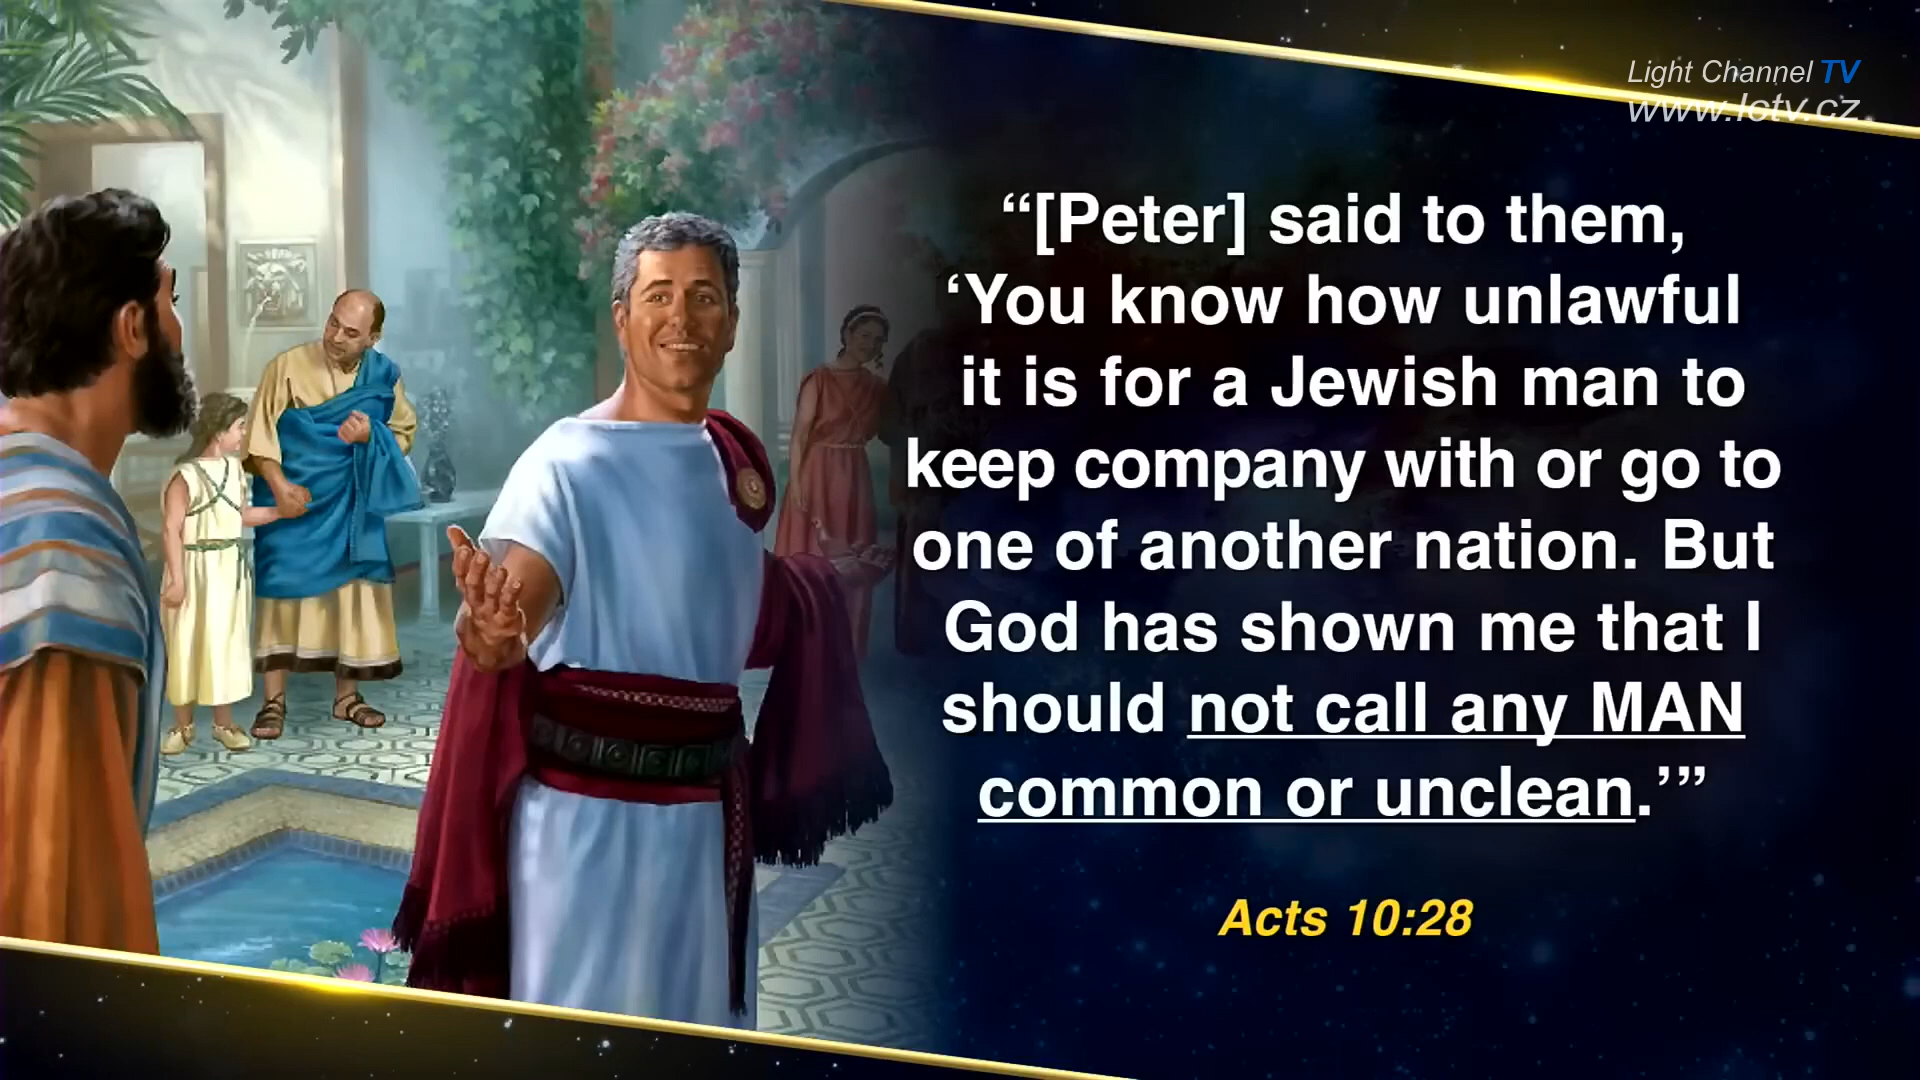 Light Channel TV
www.lctv.cz
“[Peter] said to them,
‘You know how unlawful
it is for a Jewish man to
keep company with or go to
one of another nation. But
God has shown me that I
should not call any MAN
common or unclean.’”
Acts 10:28